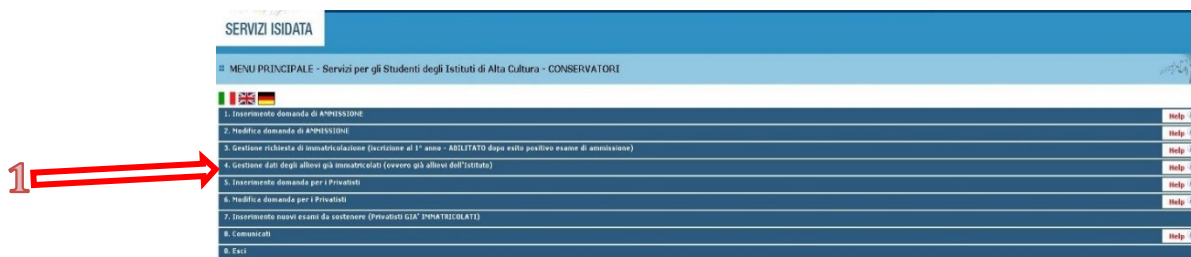 SERVIZI ISIDATA
MENU PRINCIPALE - Servizi per gli Studenti degli Istituti di Alta Cultura - CONSERVATORI
1. Inserimento domanda di AMMISSIONE
Help
2. Modifica domanda di AMMISSIONE
Help
3. Gestione richiesta di immatricolazione (iscrizione al 1° anno - ABILITATO dopo esito positivo esame di ammissione)
Help
1
4. Gestione dati degli allievi già immatricolati (ovvero già allievi dell'Istituto)
Help
5. Inserimento domanda per i Privatisti
Help
6. Modifica domanda per i Privatisti
Help
7. Inserimento nuovi esami da sostenere (Privatisti GIA' IMMATRICOLATI)
8. Comunicati
Help
0. Esci